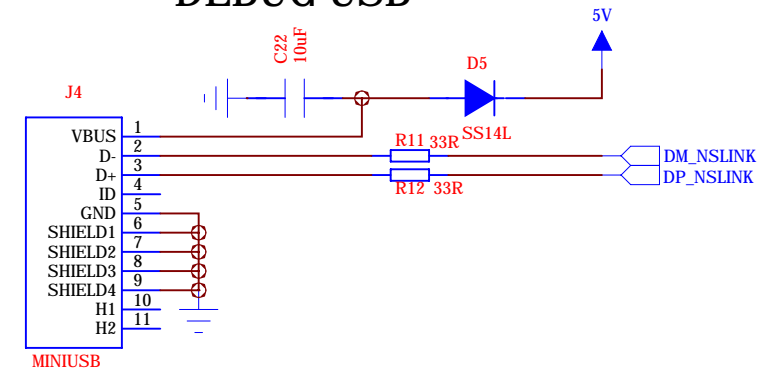 DEBUG USB
5V
C22
10uF
D5
J4
SS14L
VBUS 1
R11 33R
D- 2
DM_NSLINK
D+ 3
DP_NSLINK
R12 33R
ID 4
GND 5
SHIELD1 6
SHIELD2 7
SHIELD3 8
SHIELD4 9
H1 10
H2 11
MINIUSB